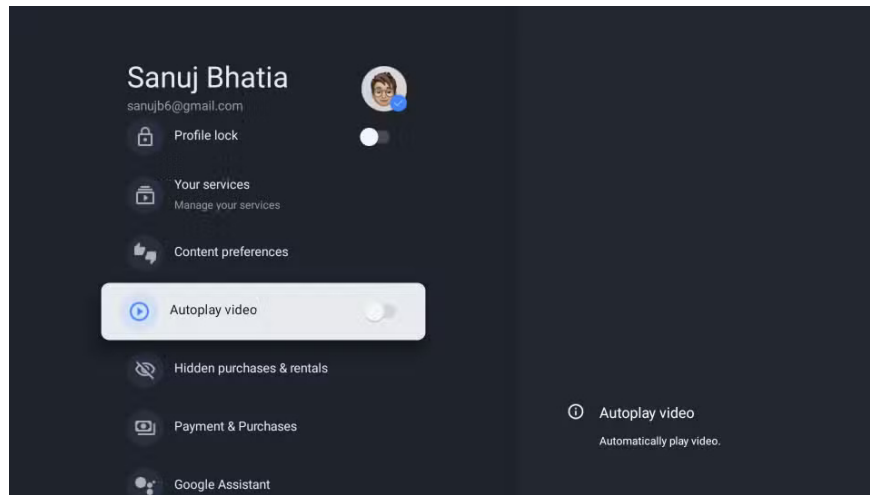 Sanuj Bhatia
sanujb6@gmail.com
Profile lock
Your services
Manage your services
Content preferences
Autoplay video
Hidden purchases & rentals
Payment & Purchases
Google Assistant
Autoplay video
Automatically play video.